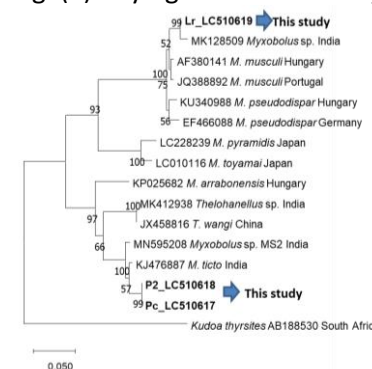 99 Lr_LC510619 This study
52
MK128509 Myxobolus sp. India
AF380141 M. musculi Hungary
100
JQ388892 M. musculi Portugal
75
KU340988 M. pseudodispar Hungary
93
56 EF466088 M. pseudodispar Germany
LC228239 M. pyramidis Japan
100 LC010116 M. toyamai Japan
KP025682 M. arrabonensis Hungary
100 MK412938 Thelohanellus sp. India
97
JX458816 T. wangi China
66
MN595208 Myxobolus sp. MS2 India
KJ476887 M. ticto India
100
P2_LC510618
57
This study
99 Pc_LC510617
Kudoa thyrsites AB188530 South Afri
0.050